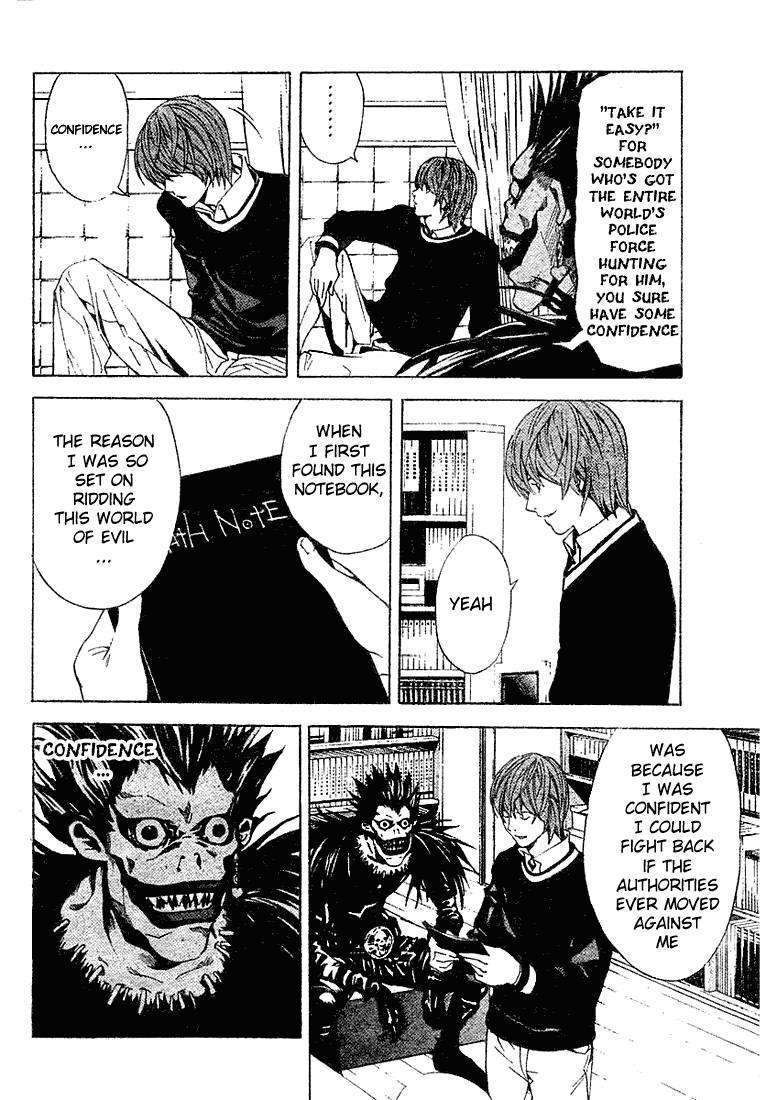 "TAKE IT
EASY?"
FOR
SOMEBODY
WHO'S GOT
THE ENTIRE
WORLD'S
POLICE
FORCE
HUNTING
FOR HIM,
YOU SURE
HAVE SOME
CONFIDENCE
......
CONFIDENCE
...
YEAH
WHEN
I FIRST
FOUND THIS
NOTEBOOK,
ATH NOTE
THE REASON
I WAS SO
SET ON
RIDDING
THIS WORLD
OF EVIL
...
WAS
BECAUSE
I WAS
CONFIDENT
I COULD
FIGHT BACK
IF THE
AUTHORITIES
EVER MOVED
AGAINST
ME
CONFIDENCE
...